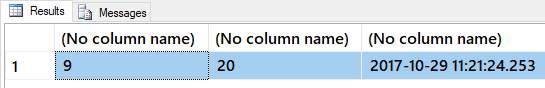 Results Messages
(No column name) (No column name) (No column name)
1 9 20 2017-10-29 11:21:24.253